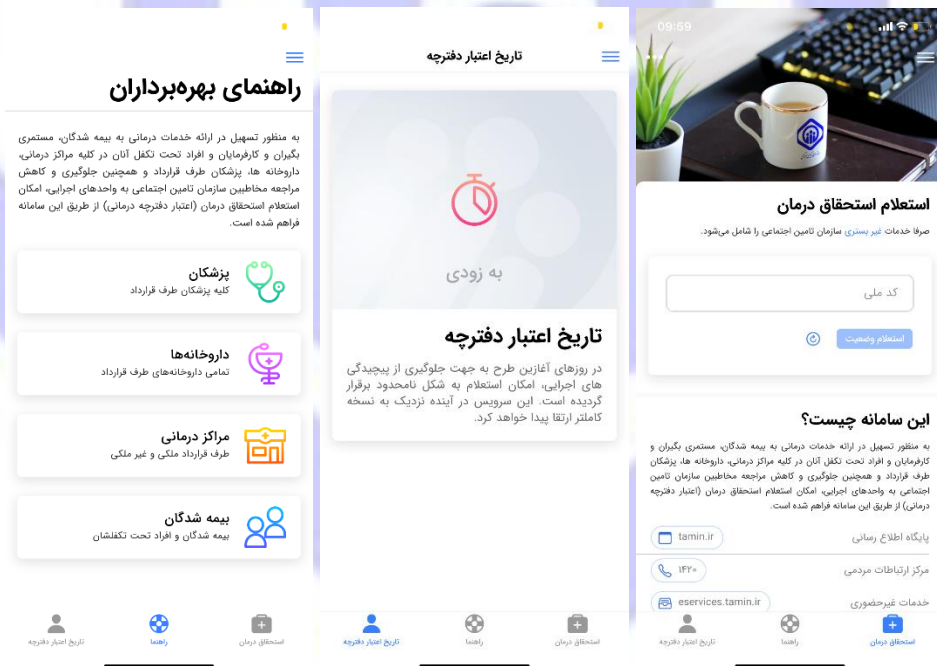 09:59
استعلام استحقاق درمان
صرفا خدمات غیر بستری سازمان تامین اجتماعی را شامل می‌شود.
کد ملی
استعلام وضعیت
این سامانه چیست؟
به منظور تسهیل در ارائه خدمات درمانی به بیمه شدگان، مستمری بگیران و
کارفرمایان و افراد تحت تکفل آنان در کلیه مراکز درمانی، داروخانه ها، پزشکان
طرف قرارداد و همچنین جلوگیری و کاهش مراجعه مخاطبین سازمان تامین
اجتماعی به واحدهای اجرایی، امکان استعلام استحقاق درمان (اعتبار دفترچه
درمانی) از طریق این سامانه فراهم شده است.
پایگاه اطلاع رسانی tamin.ir
مرکز ارتباطات مردمی ۱۴۲۰
خدمات غیرحضوری eservices.tamin.ir
استحقاق درمان
راهنما
تاریخ اعتبار دفترچه
تاریخ اعتبار دفترچه
به زودی
تاریخ اعتبار دفترچه
در روزهای آغازین طرح به جهت جلوگیری از پیچیدگی
های اجرایی، امکان استعلام به شکل نامحدود برقرار
گردیده است. این سرویس در آینده نزدیک به نسخه
کاملتر ارتقا پیدا خواهد کرد.
استحقاق درمان
راهنما
تاریخ اعتبار دفترچه
راهنمای بهره‌برداران
به منظور تسهیل در ارائه خدمات درمانی به بیمه شدگان، مستمری
بگیران و کارفرمایان و افراد تحت تکفل آنان در کلیه مراکز درمانی،
داروخانه ها، پزشکان طرف قرارداد و همچنین جلوگیری و کاهش
مراجعه مخاطبین سازمان تامین اجتماعی به واحدهای اجرایی، امکان
استعلام استحقاق درمان (اعتبار دفترچه درمانی) از طریق این سامانه
فراهم شده است.
پزشکان
کلیه پزشکان طرف قرارداد
داروخانه‌ها
تمامی داروخانه‌های طرف قرارداد
مراکز درمانی
طرف قرارداد ملکی و غیر ملکی
بیمه شدگان
بیمه شدگان و افراد تحت تکفلشان
استحقاق درمان
راهنما
تاریخ اعتبار دفترچه